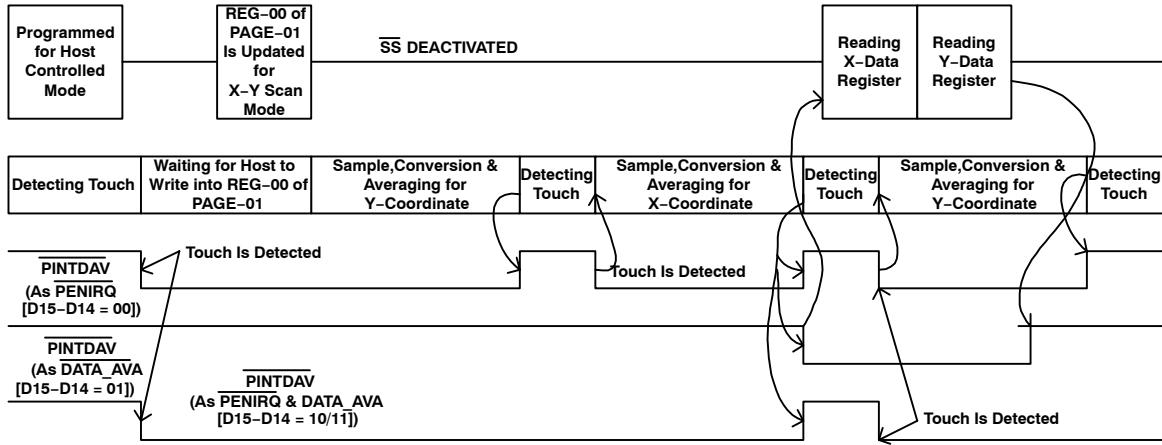 Programmed
for Host
Controlled
Mode
REG−00 of
PAGE−01
Is Updated
for
X−Y Scan
Mode
SS DEACTIVATED
Reading
X−Data
Register
Reading
Y−Data
Register
Detecting Touch
Waiting for Host to
Write into REG−00 of
PAGE−01
Sample,Conversion &
Averaging for
Y−Coordinate
Detecting
Touch
Sample,Conversion &
Averaging for
X−Coordinate
Detecting
Touch
Sample,Conversion &
Averaging for
Y−Coordinate
Detecting
Touch
Touch Is Detected
PINTDAV
(As PENIRQ
[D15−D14 = 00])
Touch Is Detected
PINTDAV
(As DATA_AVA
[D15−D14 = 01])
PINTDAV
(As PENIRQ & DATA_AVA
[D15−D14 = 10/11])
Touch Is Detected